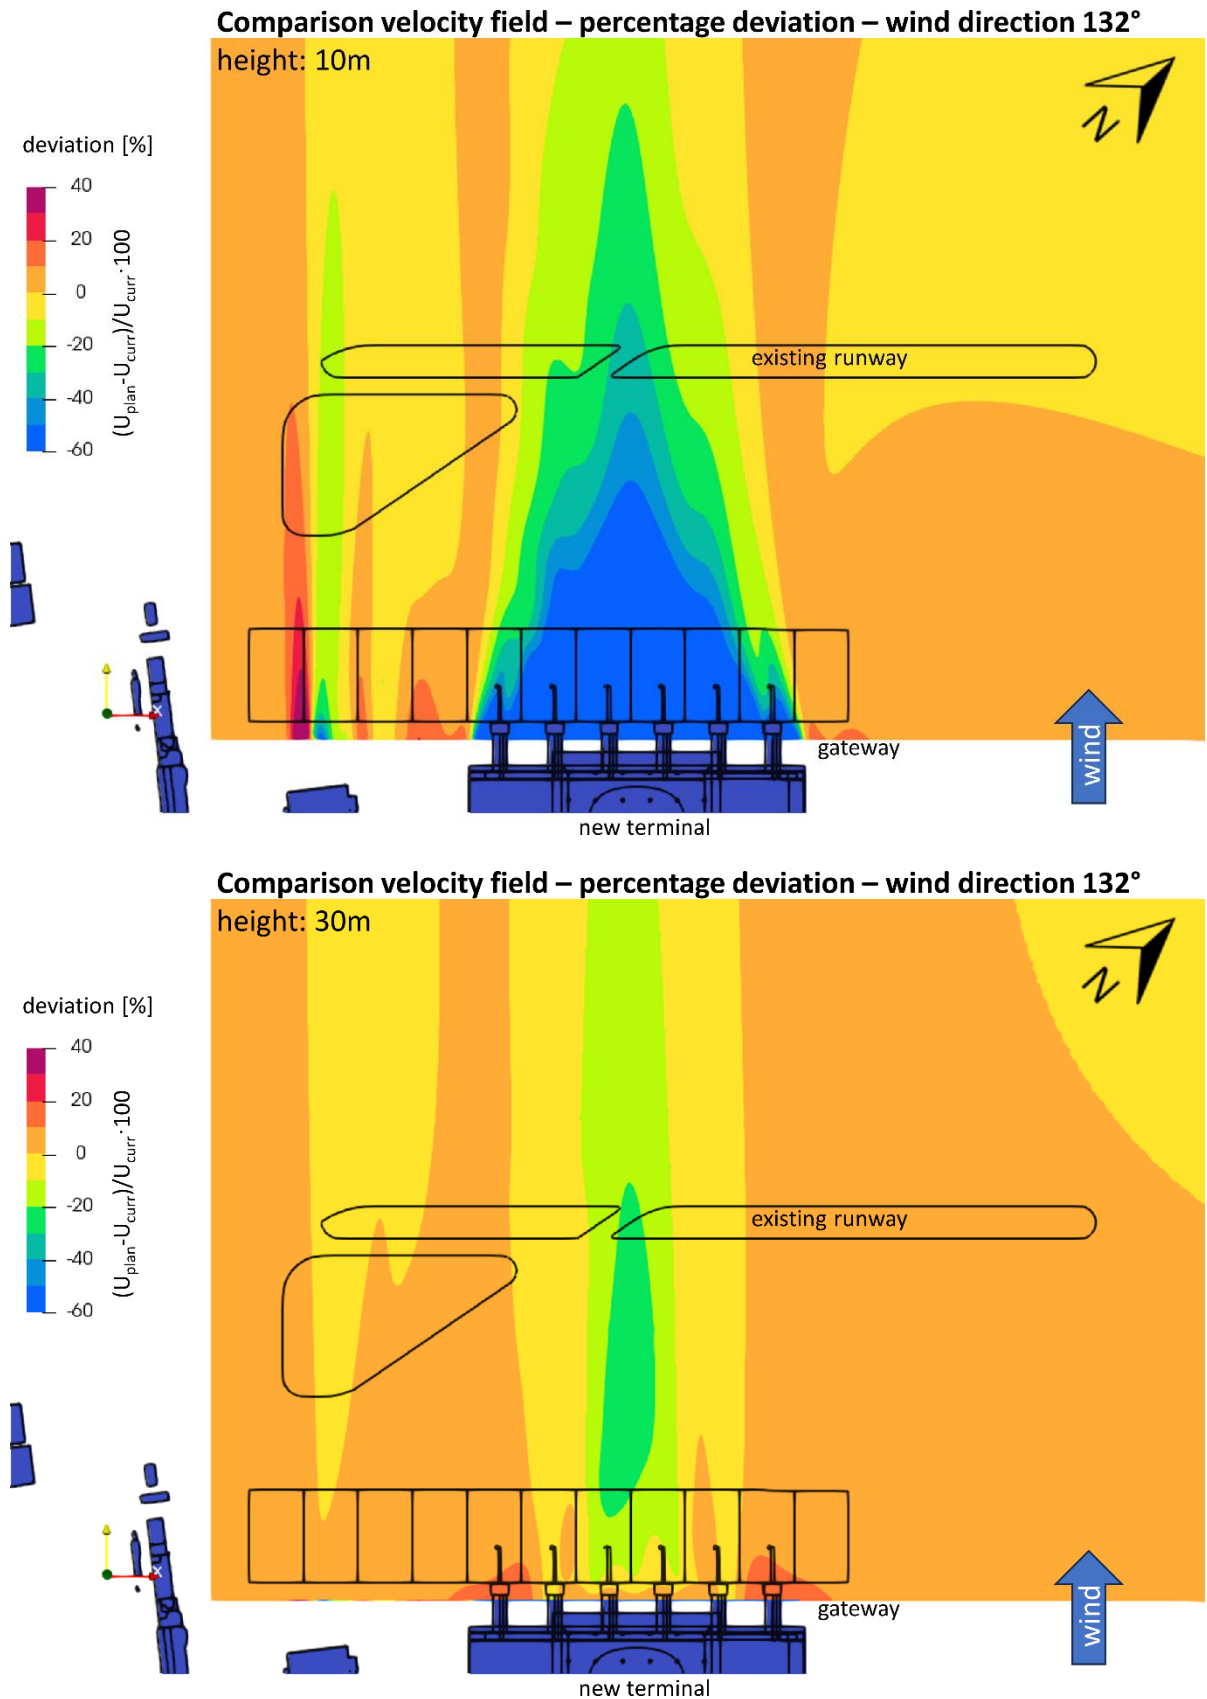 Comparison velocity field – percentage deviation – wind direction 132°
height: 10m
N
deviation [%]
40
20
0
-20
-40
-60
(Uplan-Ucurr)/Ucurr·100
existing runway
X
gateway
wind
new terminal
Comparison velocity field – percentage deviation – wind direction 132°
height: 30m
N
deviation [%]
40
20
0
-20
-40
-60
(Uplan-Ucurr)/Ucurr·100
existing runway
X
gateway
wind
new terminal